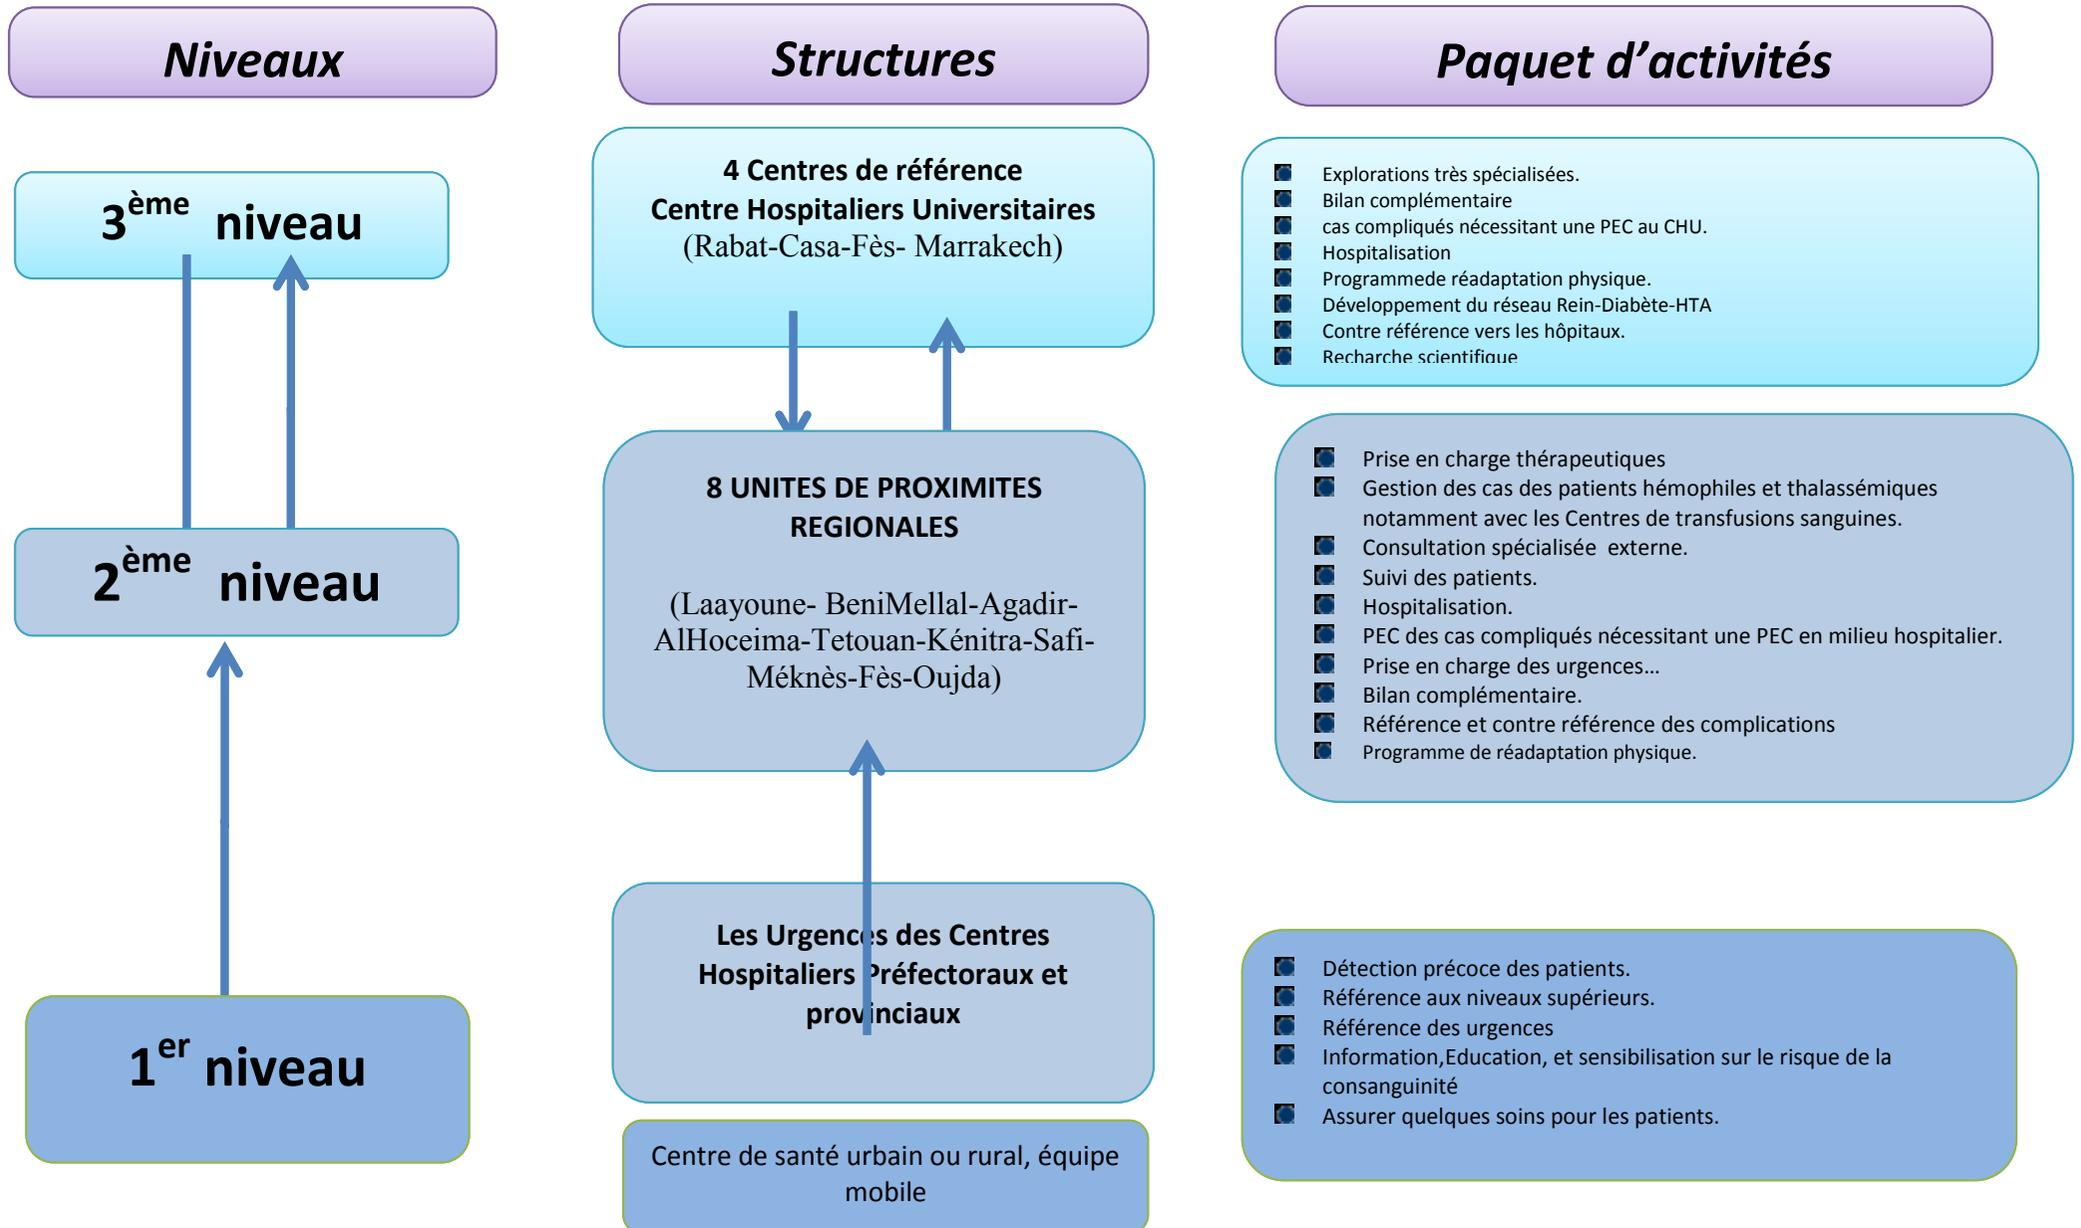 Niveaux
Structures
Paquet d’activités
3ème niveau
4 Centres de référence
Centre Hospitaliers Universitaires
(Rabat-Casa-Fès- Marrakech)
Explorations très spécialisées.
Bilan complémentaire
cas compliqués nécessitant une PEC au CHU.
Hospitalisation
Programmede réadaptation physique.
Développement du réseau Rein-Diabète-HTA
Contre référence vers les hôpitaux.
Recharche scientifique
2ème niveau
8 UNITES DE PROXIMITES
REGIONALES
(Laayoune- BeniMellal-Agadir-
AlHoceima-Tetouan-Kénitra-Safi-
Méknès-Fès-Oujda)
Prise en charge thérapeutiques
Gestion des cas des patients hémophiles et thalassémiques
notamment avec les Centres de transfusions sanguines.
Consultation spécialisée externe.
Suivi des patients.
Hospitalisation.
PEC des cas compliqués nécessitant une PEC en milieu hospitalier.
Prise en charge des urgences…
Bilan complémentaire.
Référence et contre référence des complications
Programme de réadaptation physique.
1er niveau
Les Urgences des Centres
Hospitaliers Préfectoraux et
provinciaux
Centre de santé urbain ou rural, équipe
mobile
Détection précoce des patients.
Référence aux niveaux supérieurs.
Référence des urgences
Information,Education, et sensibilisation sur le risque de la
consanguinité
Assurer quelques soins pour les patients.